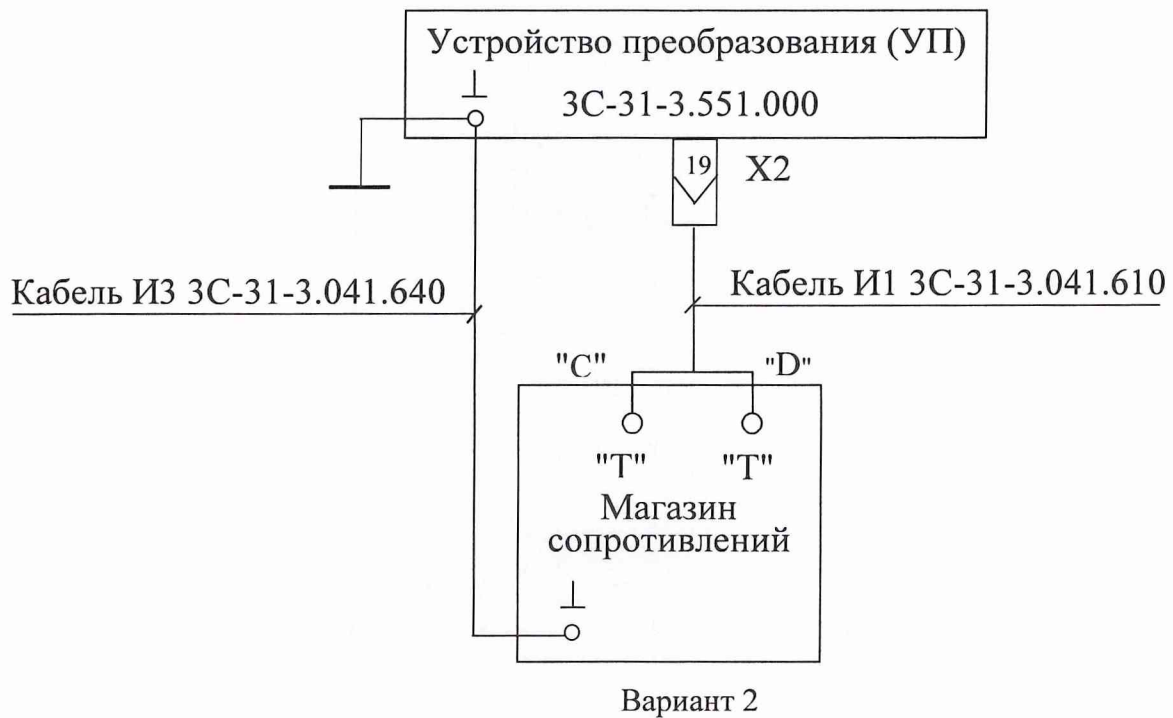 Устройство преобразования (УП)
3С-31-3.551.000
19
X2
Кабель И3 3С-31-3.041.640
Кабель И1 3С-31-3.041.610
"C"
"D"
"Т"
"Т"
Магазин
сопротивлений
Вариант 2